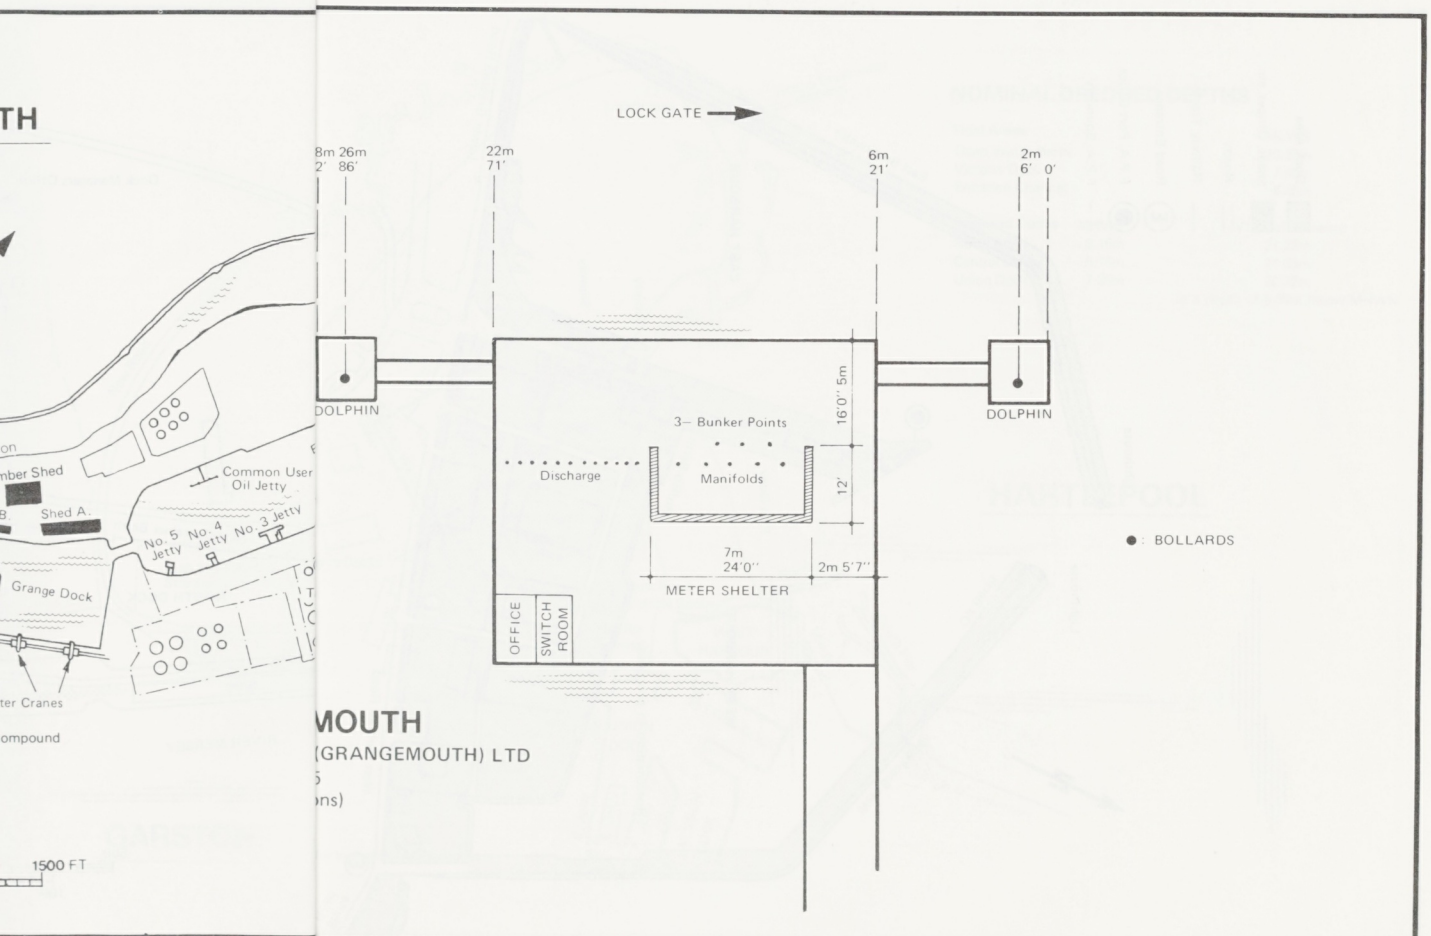 TH
mber Shed
Shed A.
Common User
Oil Jetty
No. 5
Jetty
No. 4
Jetty
No. 3 Jetty
Grange Dock
ter Cranes
ompound
1500 FT
LOCK GATE
8m 26m
2' 86'
22m
71'
6m
21'
2m
6' 0'
DOLPHIN
DOLPHIN
16'0'' 5m
3– Bunker Points
Discharge
Manifolds
12'
7m
24'0''
2m 5'7''
METER SHELTER
OFFICE
SWITCH
ROOM
: BOLLARDS
MOUTH
(GRANGEMOUTH) LTD
ons)